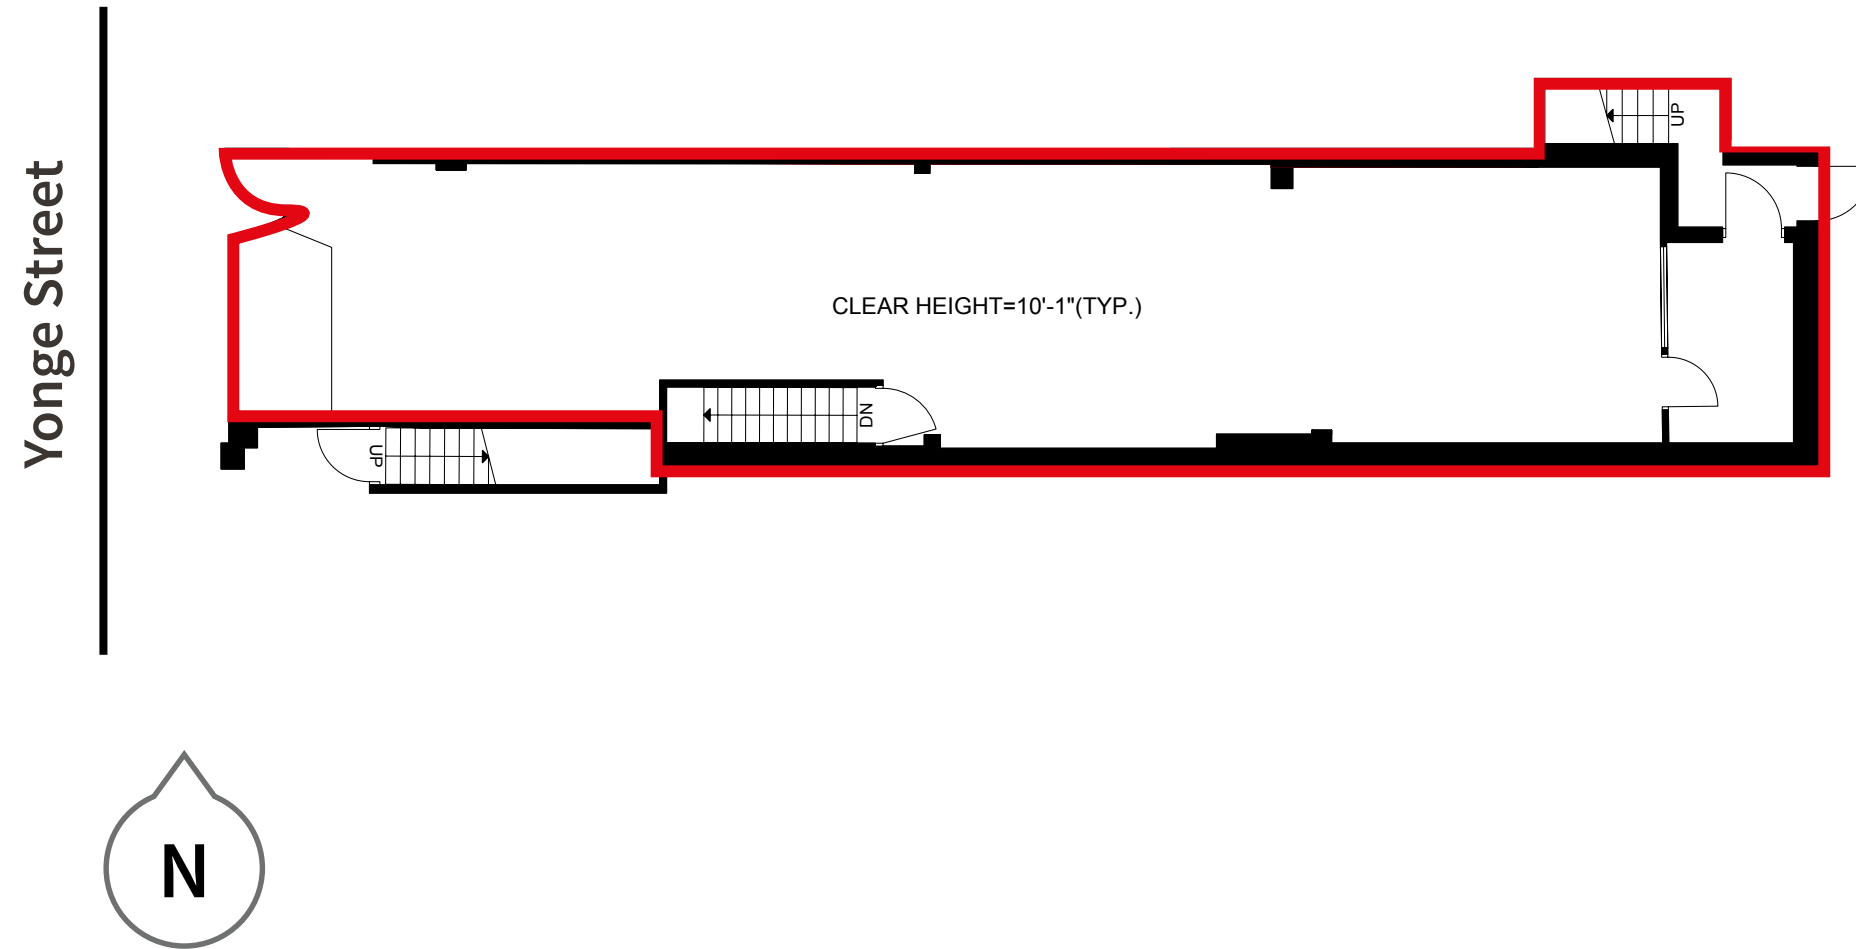 Yonge Street
UP
CLEAR HEIGHT=10'-1"(TYP.)
DN
UP
N